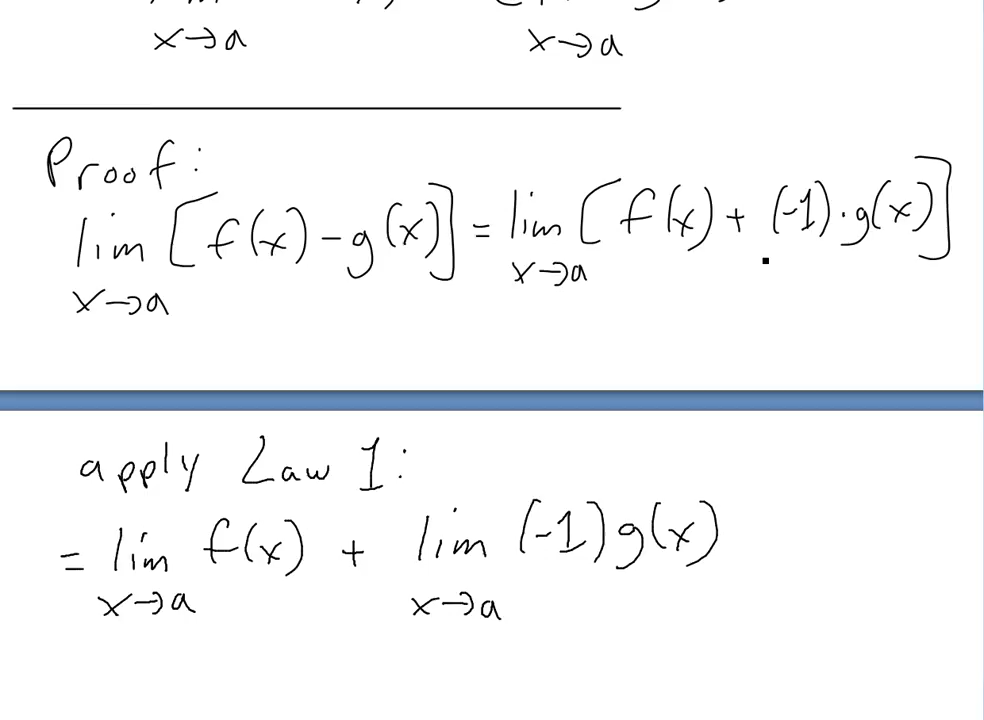 x→a x→a
Proof:
lim [f(x) - g(x)] = lim [f(x) + (-1)·g(x)]
x→a x→a
apply Law 1:
= lim f(x) + lim (-1)g(x)
x→a x→a